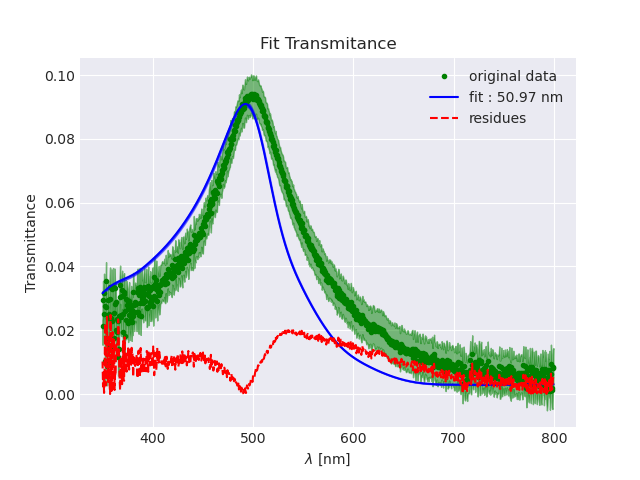 Fit Transmitance
original data
fit : 50.97 nm
residues
Transmittance
0.10
0.08
0.06
0.04
0.02
0.00
400 500 600 700 800
λ [nm]